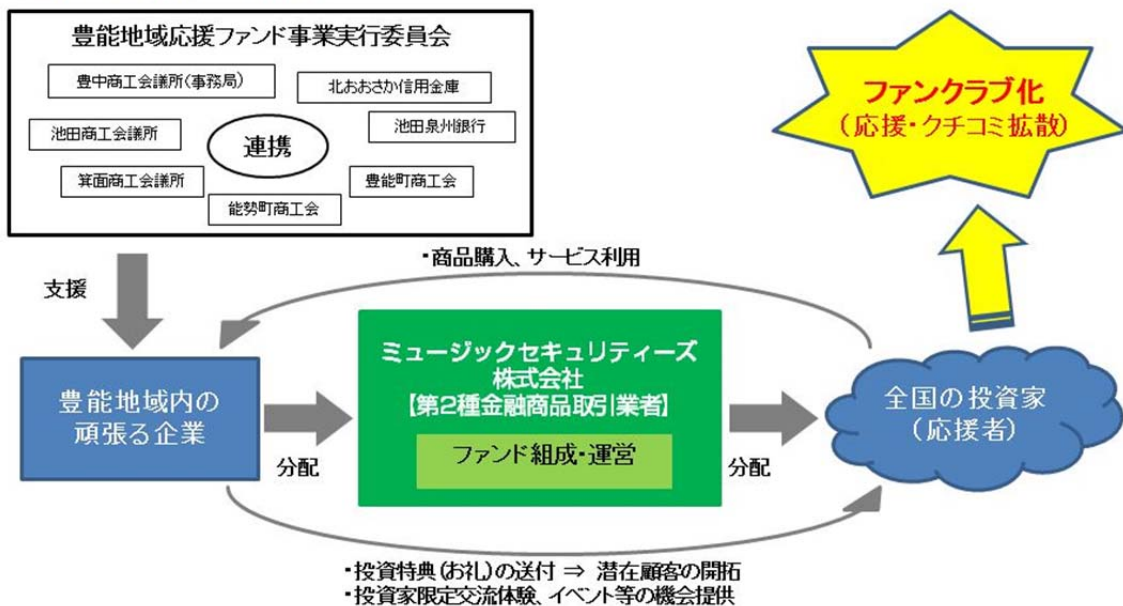 豊能地域応援ファンド事業実行委員会
豊中商工会議所(事務局)
北おおさか信用金庫
池田商工会議所
連携
池田泉州銀行
箕面商工会議所
豊能町商工会
能勢町商工会
ファンクラブ化
(応援・クチコミ拡散)
支援
・商品購入、サービス利用
豊能地域内の
頑張る企業
分配
ミュージックセキュリティーズ
株式会社
【第2種金融商品取引業者】
ファンド組成・運営
分配
全国の投資家
(応援者)
・投資特典(お礼)の送付 ⇒ 潜在顧客の開拓
・投資家限定交流体験、イベント等の機会提供